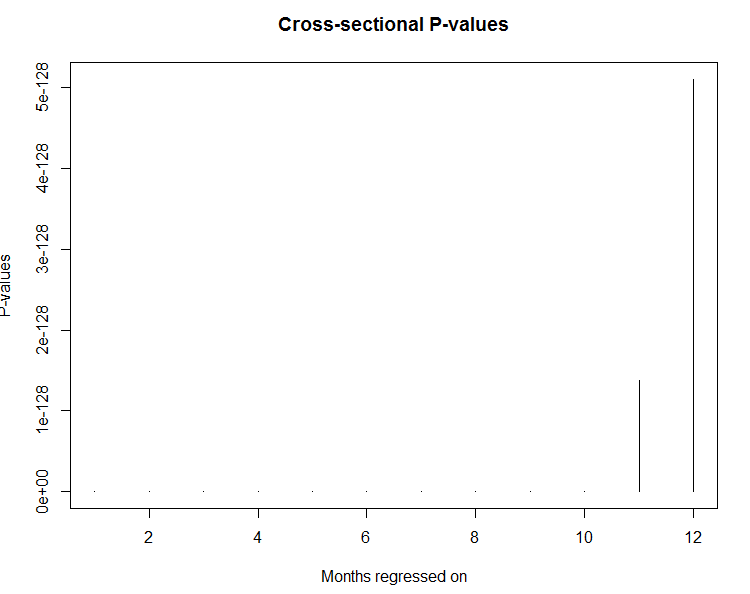 Cross-sectional P-values
5e-128
4e-128
3e-128
2e-128
1e-128
0e+00
P-values
2 4 6 8 10 12
Months regressed on